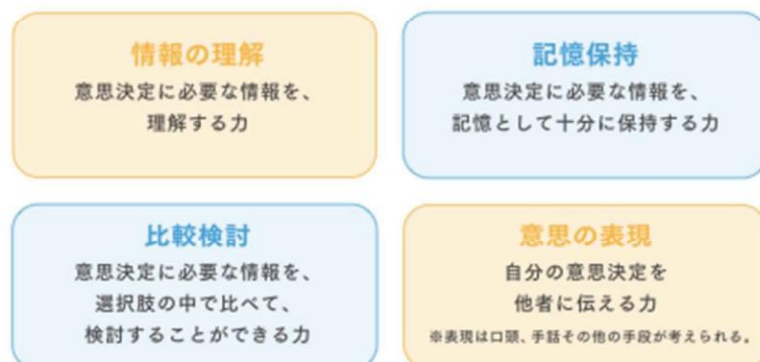 情報の理解
意思決定に必要な情報を、
理解する力
記憶保持
意思決定に必要な情報を、
記憶として十分に保持する力
比較検討
意思決定に必要な情報を、
選択肢の中で比べて、
検討することができる力
意思の表現
自分の意思決定を
他者に伝える力
※表現は口頭、手話その他の手段が考えられる。